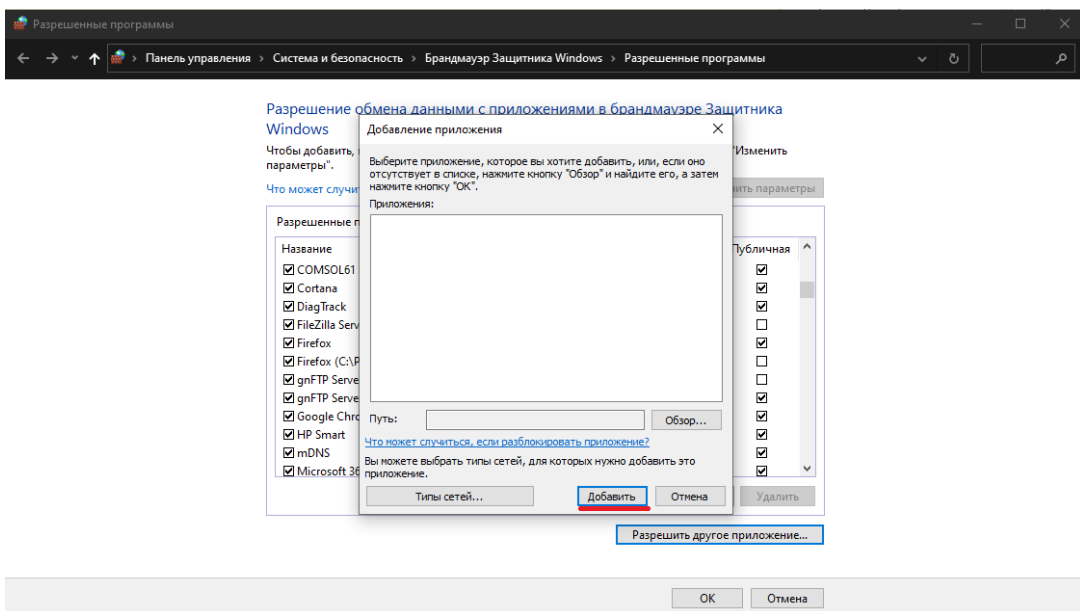 Разрешенные программы
Панель управления > Система и безопасность > Брандмауэр Защитника Windows > Разрешенные программы
Разрешение обмена данными с приложениями в брандмауэре Защитника
Windows
Чтобы добавить,
"Изменить
параметры".
Что может случи
ить параметры
Разрешенные п
Название
Публичная
COMSOL61
Cortana
DiagTrack
FileZilla Serv
Firefox
Firefox (C:\P
gnFTP Serve
gnFTP Serve
Google Chro
HP Smart
mDNS
Microsoft 36
Удалить
Разрешить другое приложение...
OK
Отмена
Добавление приложения
Выберите приложение, которое вы хотите добавить, или, если оно
отсутствует в списке, нажмите кнопку "Обзор" и найдите его, а затем
нажмите кнопку "ОК".
Приложения:
Путь:
Обзор...
Что может случиться, если разблокировать приложение?
Вы можете выбрать типы сетей, для которых нужно добавить это
приложение.
Типы сетей...
Добавить
Отмена